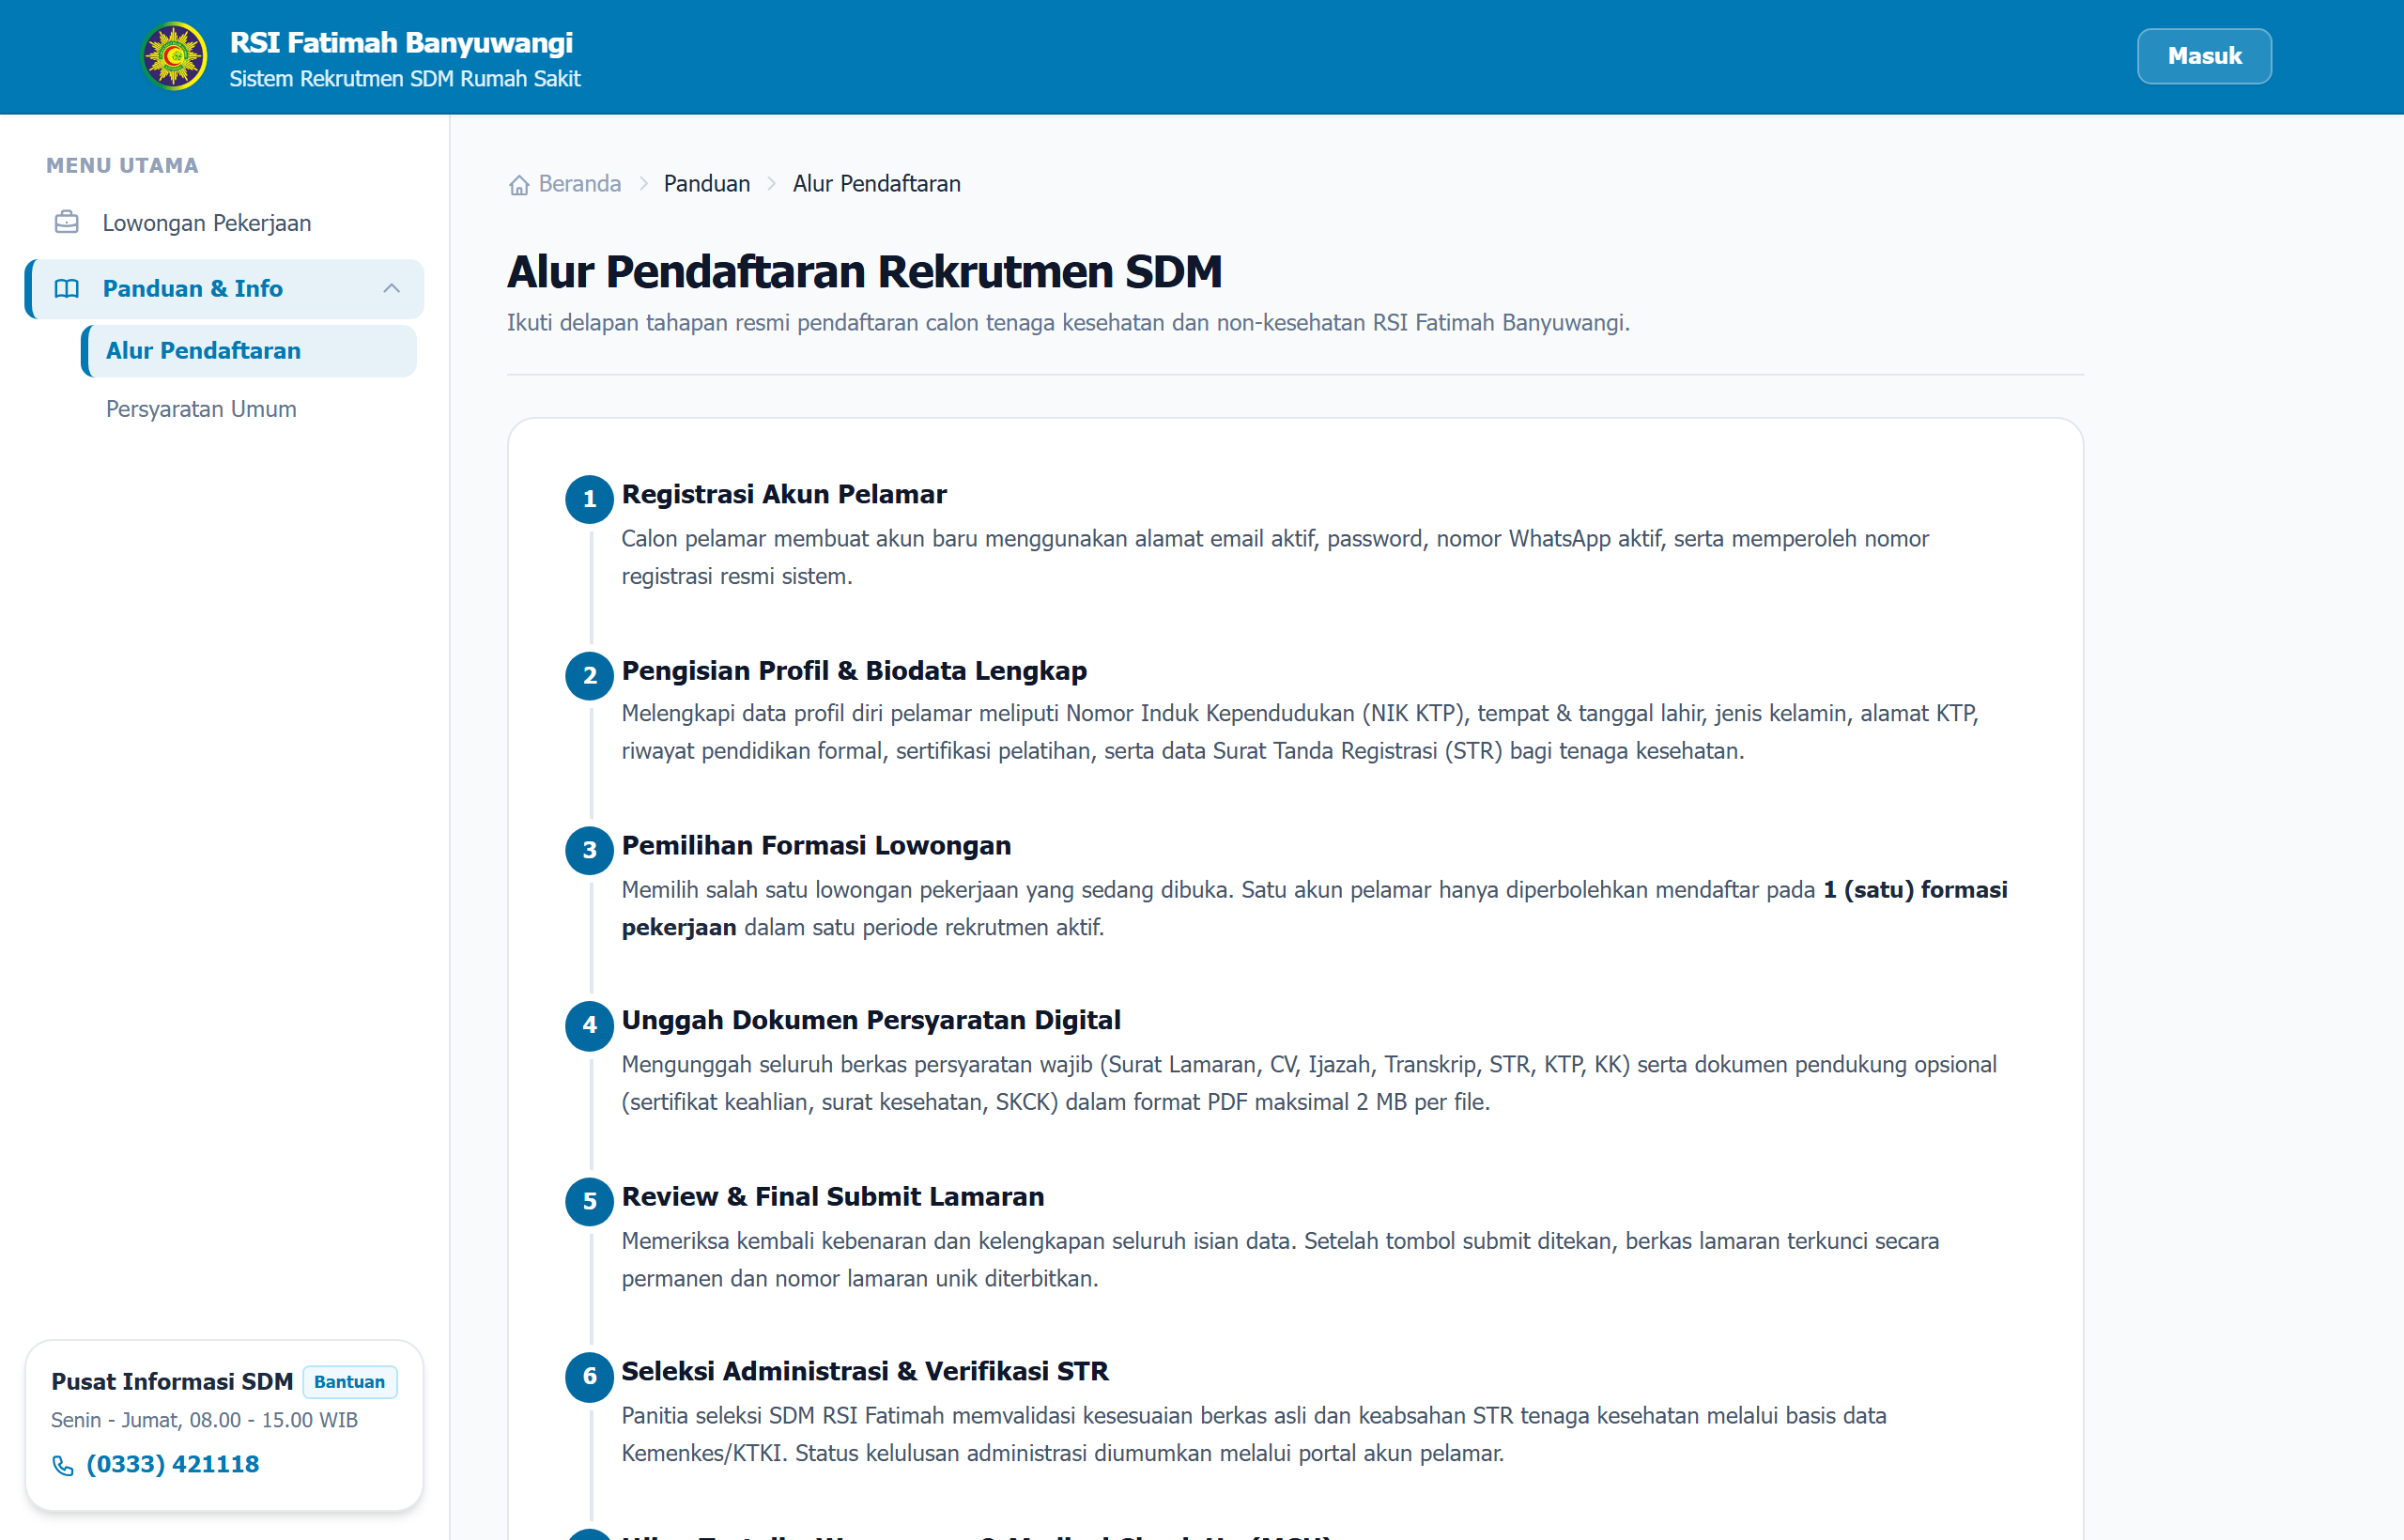 RSI Fatimah Banyuwangi
Sistem Rekrutmen SDM Rumah Sakit
Masuk
MENU UTAMA
Lowongan Pekerjaan
Panduan & Info
Alur Pendaftaran
Persyaratan Umum
Pusat Informasi SDM Bantuan
Senin - Jumat, 08.00 - 15.00 WIB
(0333) 421118
Beranda > Panduan > Alur Pendaftaran
Alur Pendaftaran Rekrutmen SDM
Ikuti delapan tahapan resmi pendaftaran calon tenaga kesehatan dan non-kesehatan RSI Fatimah Banyuwangi.
1 Registrasi Akun Pelamar
Calon pelamar membuat akun baru menggunakan alamat email aktif, password, nomor WhatsApp aktif, serta memperoleh nomor
registrasi resmi sistem.
2 Pengisian Profil & Biodata Lengkap
Melengkapi data profil diri pelamar meliputi Nomor Induk Kependudukan (NIK KTP), tempat & tanggal lahir, jenis kelamin, alamat KTP,
riwayat pendidikan formal, sertifikasi pelatihan, serta data Surat Tanda Registrasi (STR) bagi tenaga kesehatan.
3 Pemilihan Formasi Lowongan
Memilih salah satu lowongan pekerjaan yang sedang dibuka. Satu akun pelamar hanya diperbolehkan mendaftar pada 1 (satu) formasi
pekerjaan dalam satu periode rekrutmen aktif.
4 Unggah Dokumen Persyaratan Digital
Mengunggah seluruh berkas persyaratan wajib (Surat Lamaran, CV, Ijazah, Transkrip, STR, KTP, KK) serta dokumen pendukung opsional
(sertifikat keahlian, surat kesehatan, SKCK) dalam format PDF maksimal 2 MB per file.
5 Review & Final Submit Lamaran
Memeriksa kembali kebenaran dan kelengkapan seluruh isian data. Setelah tombol submit ditekan, berkas lamaran terkunci secara
permanen dan nomor lamaran unik diterbitkan.
6 Seleksi Administrasi & Verifikasi STR
Panitia seleksi SDM RSI Fatimah memvalidasi kesesuaian berkas asli dan keabsahan STR tenaga kesehatan melalui basis data
Kemenkes/KTKI. Status kelulusan administrasi diumumkan melalui portal akun pelamar.